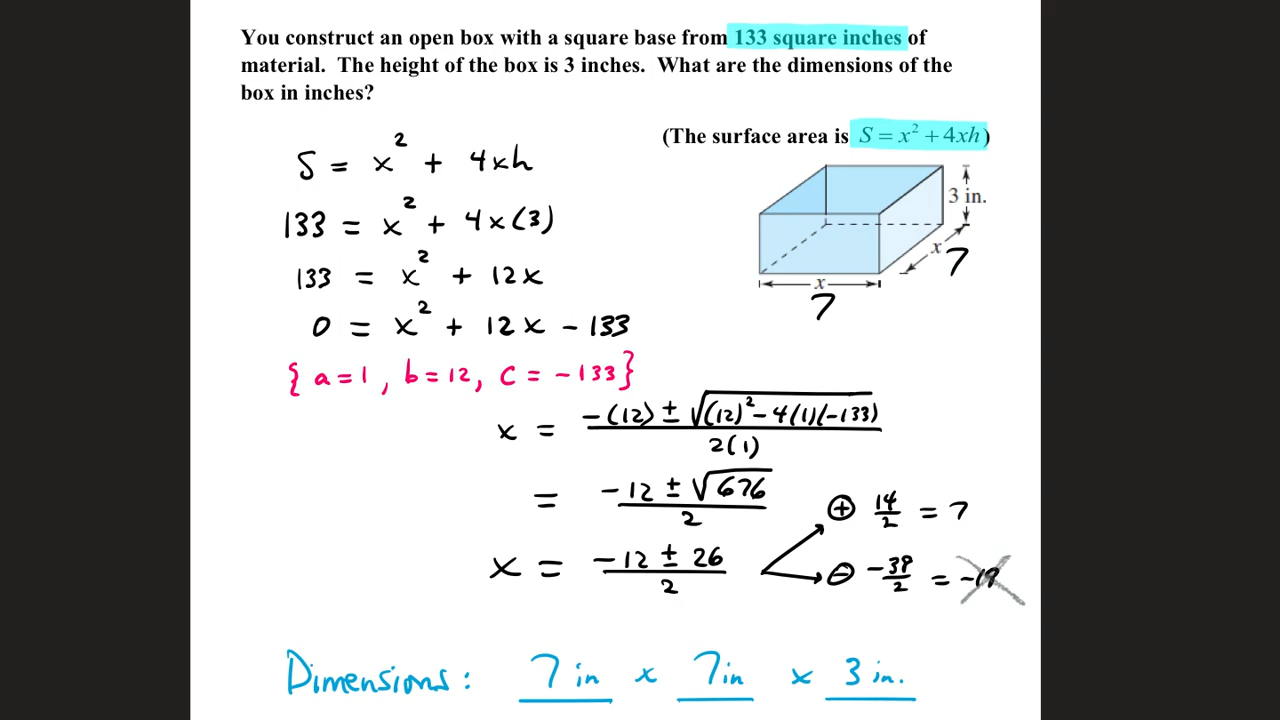 You construct an open box with a square base from 133 square inches of
material. The height of the box is 3 inches. What are the dimensions of the
box in inches?
(The surface area is S = x² + 4xh)
S = x² + 4xh
133 = x² + 4x(3)
133 = x² + 12x
0 = x² + 12x - 133
{ a = 1, b = 12, c = -133 }
3 in.
x
7
x
7
x = (-(12) ± √((12)² - 4(1)(-133))) / 2(1)
= (-12 ± √676) / 2
x = (-12 ± 26) / 2
⊕ 14/2 = 7
⊖ -38/2 = -19
Dimensions: 7 in x 7 in x 3 in.